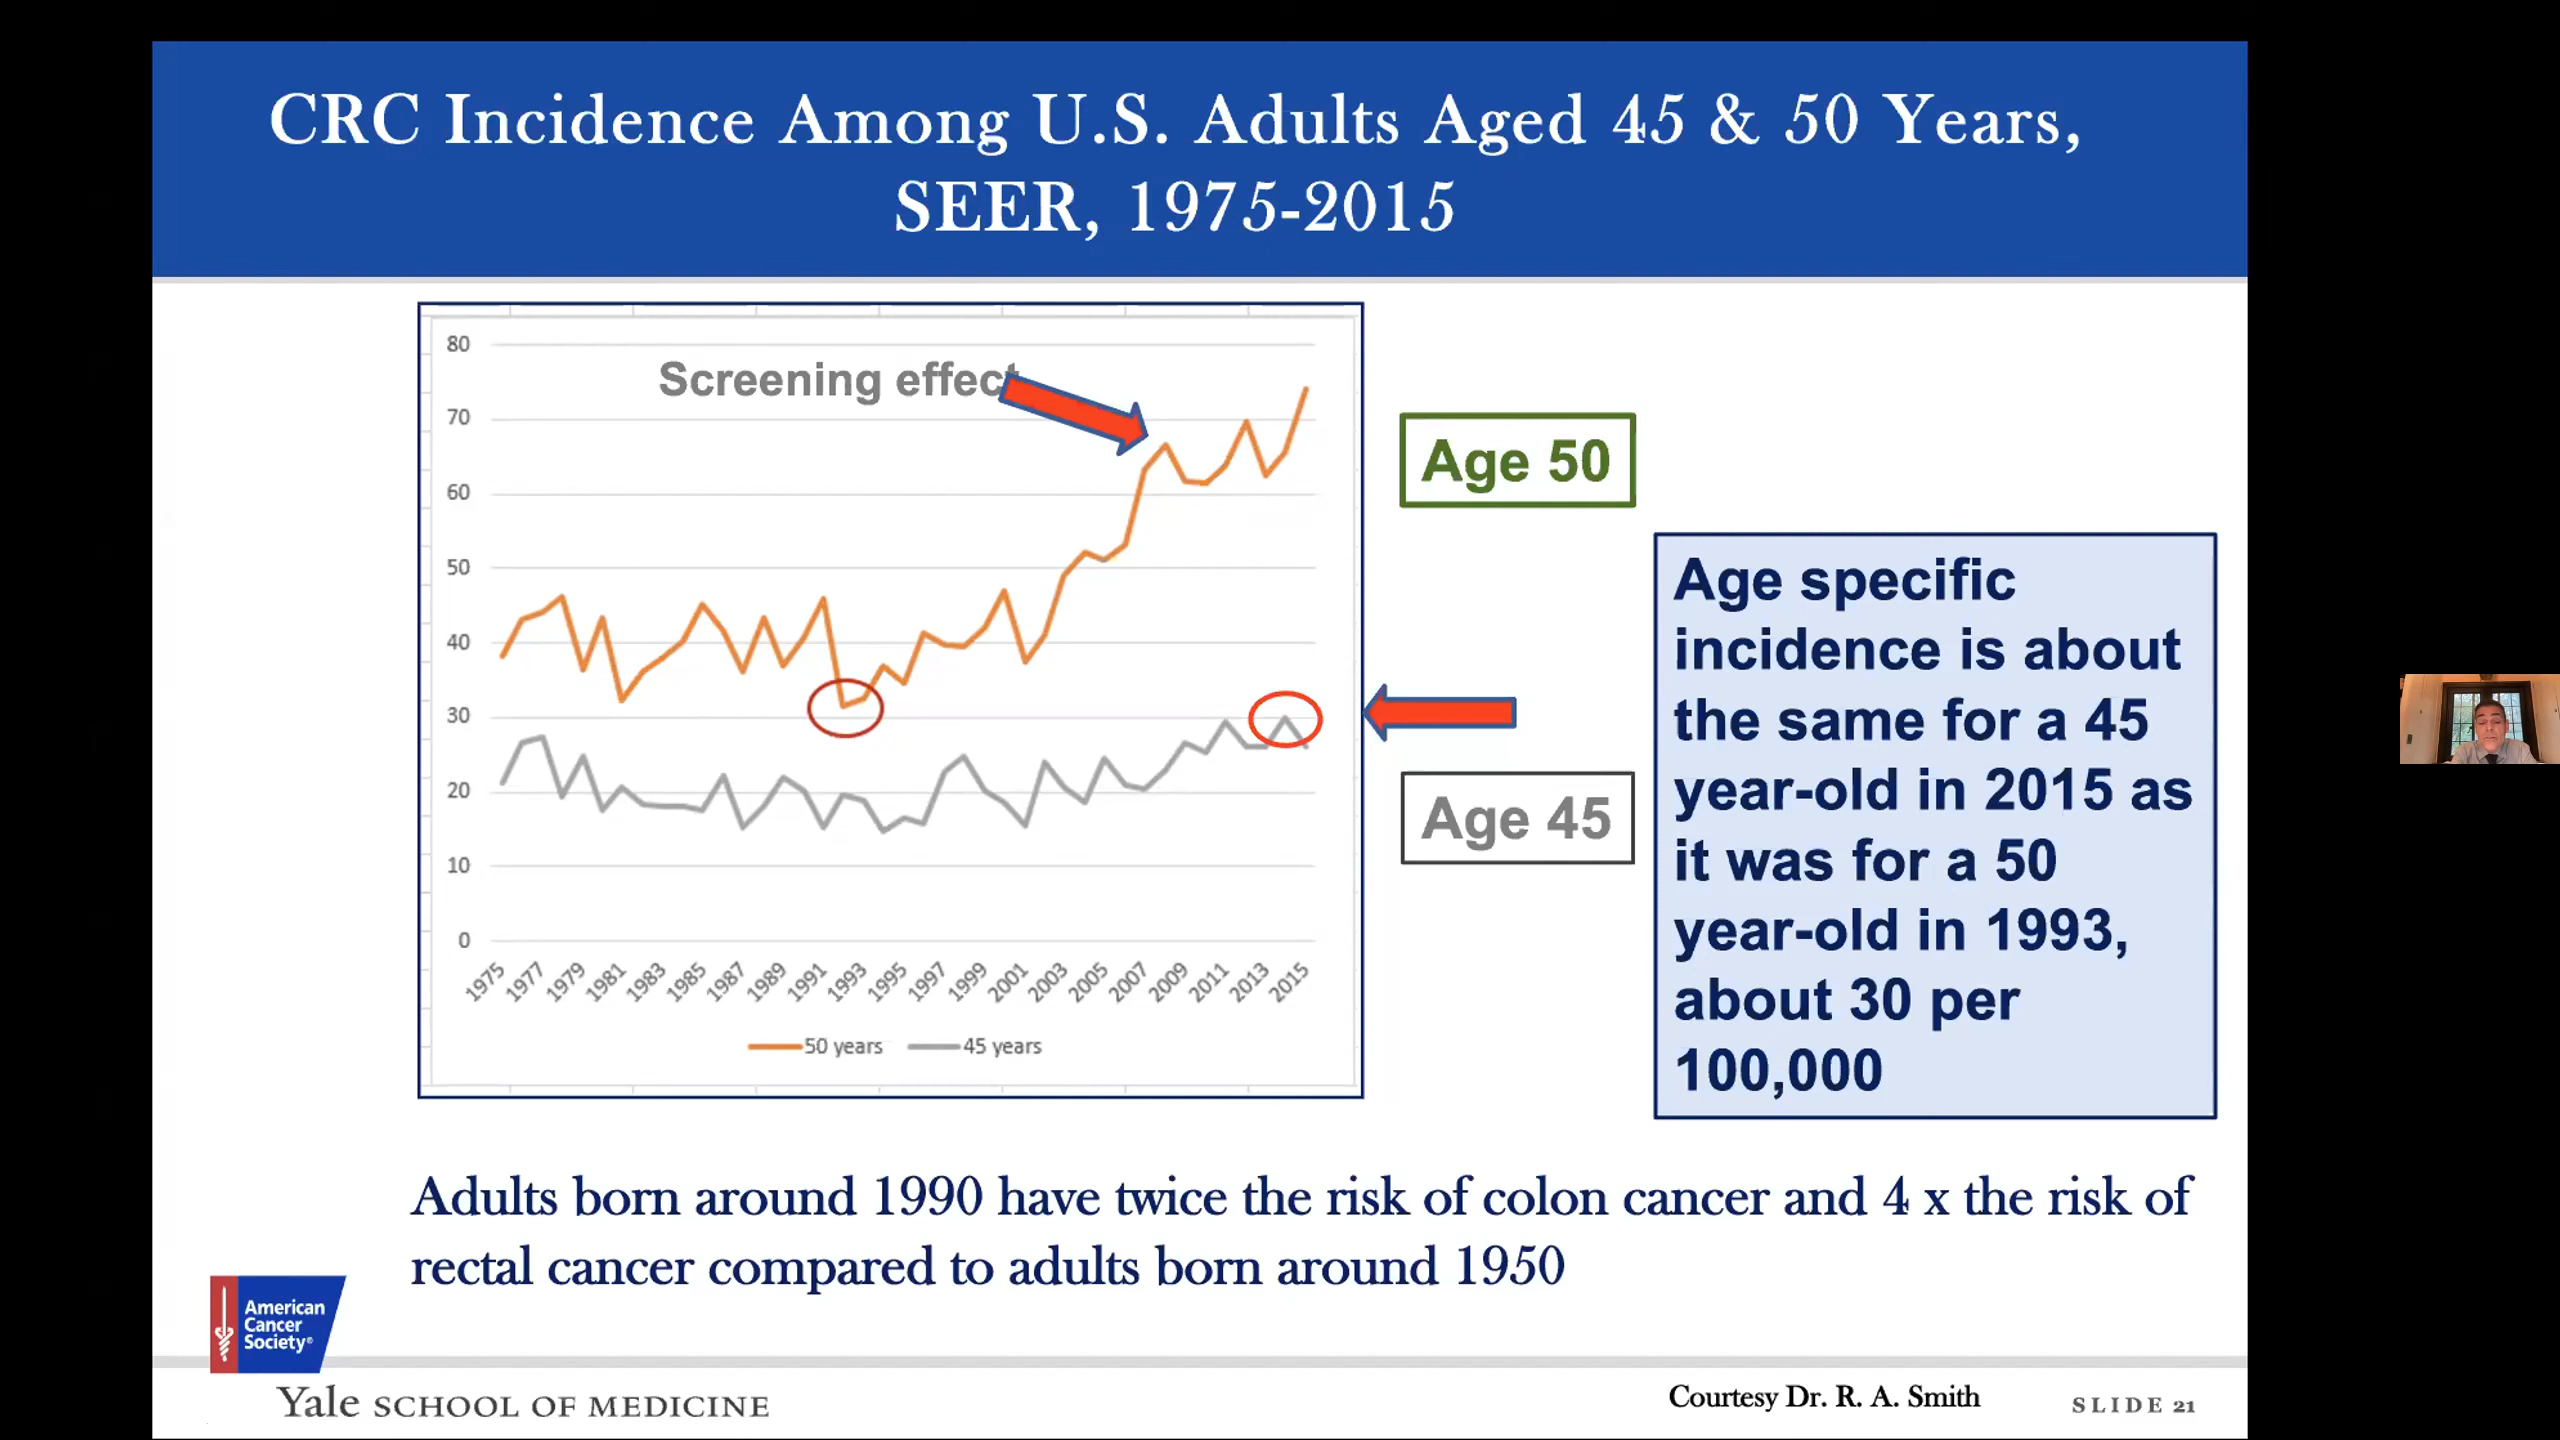 CRC Incidence Among U.S. Adults Aged 45 & 50 Years,
SEER, 1975-2015
80
70
60
50
40
30
20
10
0
Screening effect
1975
1977
1979
1981
1983
1985
1987
1989
1991
1993
1995
1997
1999
2001
2003
2005
2007
2009
2011
2013
2015
50 years
45 years
Age 50
Age 45
Age specific
incidence is about
the same for a 45
year-old in 2015 as
it was for a 50
year-old in 1993,
about 30 per
100,000
Adults born around 1990 have twice the risk of colon cancer and 4 x the risk of
rectal cancer compared to adults born around 1950
American
Cancer
Society®
Yale SCHOOL OF MEDICINE
Courtesy Dr. R. A. Smith
SLIDE 21